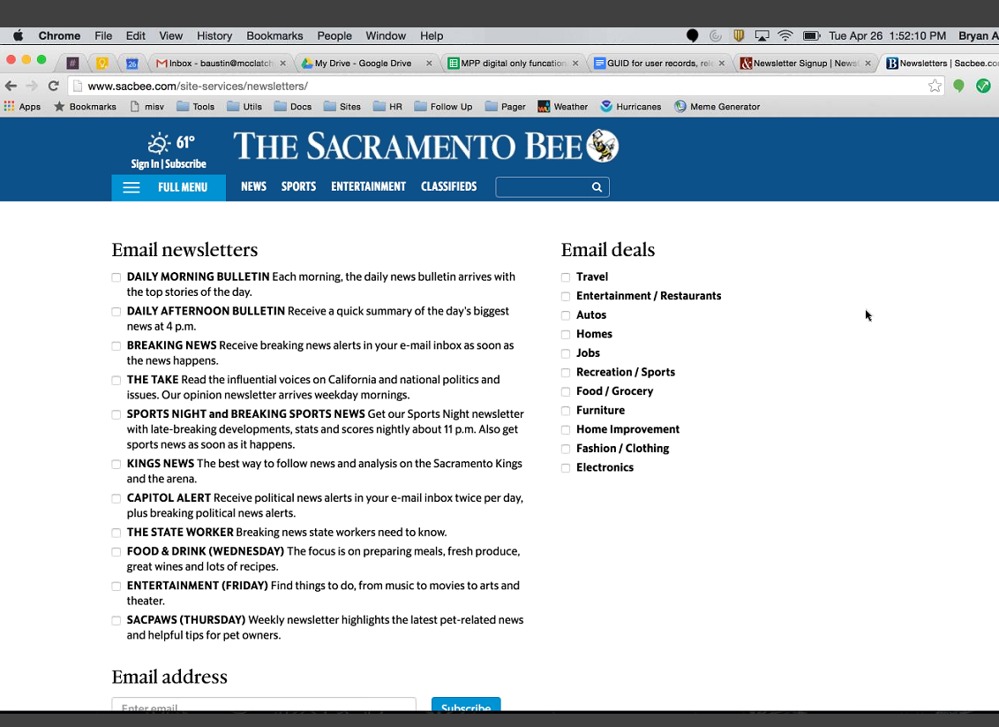 Chrome File Edit View History Bookmarks People Window Help Tue Apr 26 1:52:10 PM Bryan A
# 26 Inbox - baustin@mcclatch × My Drive - Google Drive × MPP digital only funcation × GUID for user records, rel × Newsletter Signup | News × Newsletters | Sacbee.co
www.sacbee.com/site-services/newsletters/
Apps Bookmarks misv Tools Utils Docs Sites HR Follow Up Pager Weather Hurricanes Meme Generator
61°
THE SACRAMENTO BEE
Sign In | Subscribe
FULL MENU NEWS SPORTS ENTERTAINMENT CLASSIFIEDS
Email newsletters
DAILY MORNING BULLETIN Each morning, the daily news bulletin arrives with
the top stories of the day.
DAILY AFTERNOON BULLETIN Receive a quick summary of the day's biggest
news at 4 p.m.
BREAKING NEWS Receive breaking news alerts in your e-mail inbox as soon as
the news happens.
THE TAKE Read the influential voices on California and national politics and
issues. Our opinion newsletter arrives weekday mornings.
SPORTS NIGHT and BREAKING SPORTS NEWS Get our Sports Night newsletter
with late-breaking developments, stats and scores nightly about 11 p.m. Also get
sports news as soon as it happens.
KINGS NEWS The best way to follow news and analysis on the Sacramento Kings
and the arena.
CAPITOL ALERT Receive political news alerts in your e-mail inbox twice per day,
plus breaking political news alerts.
THE STATE WORKER Breaking news state workers need to know.
FOOD & DRINK (WEDNESDAY) The focus is on preparing meals, fresh produce,
great wines and lots of recipes.
ENTERTAINMENT (FRIDAY) Find things to do, from music to movies to arts and
theater.
SACPAWS (THURSDAY) Weekly newsletter highlights the latest pet-related news
and helpful tips for pet owners.
Email deals
Travel
Entertainment / Restaurants
Autos
Homes
Jobs
Recreation / Sports
Food / Grocery
Furniture
Home Improvement
Fashion / Clothing
Electronics
Email address
Enter email Subscribe